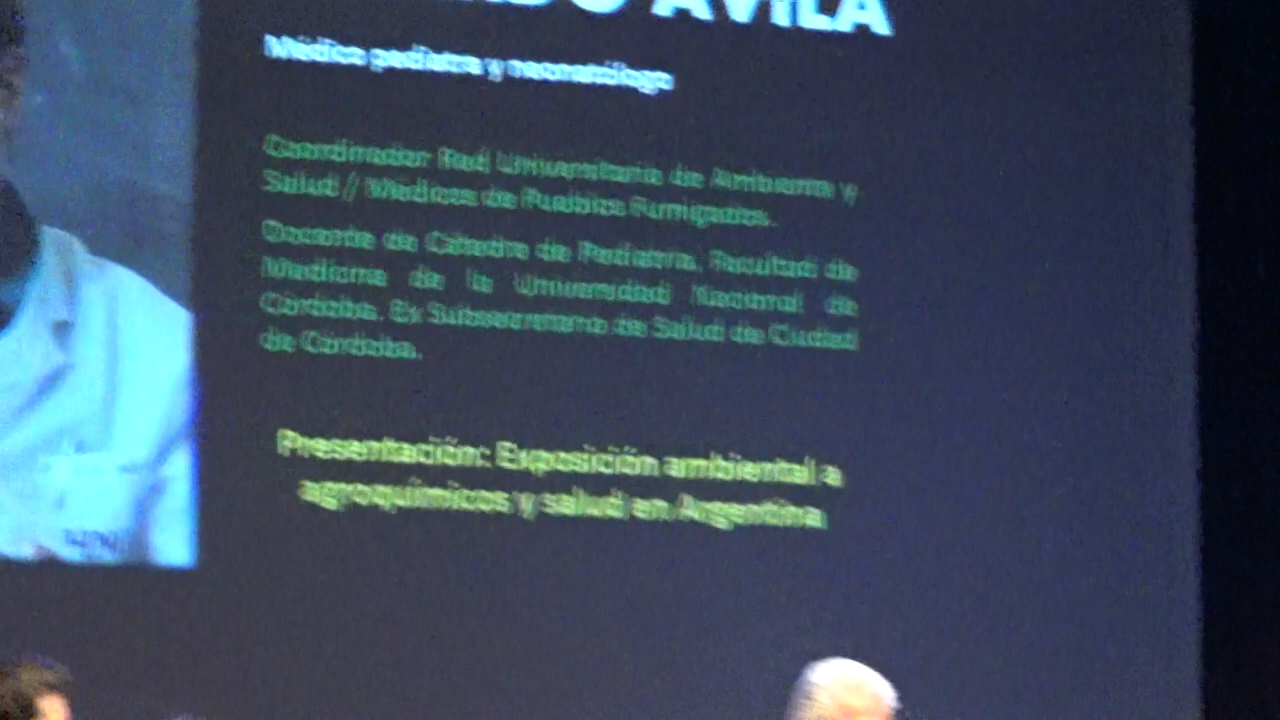 AVILA
Médico pediatra y neonatólogo
Coordinador Red Universitaria de Ambiente y
Salud // Médicos de Pueblos Fumigados.
Docente de Cátedra de Pediatría, Facultad de
Medicina de la Universidad Nacional de
Córdoba. Ex Subsecretario de Salud de Ciudad
de Córdoba.
Presentación: Exposición ambiental a
agroquímicos y salud en Argentina